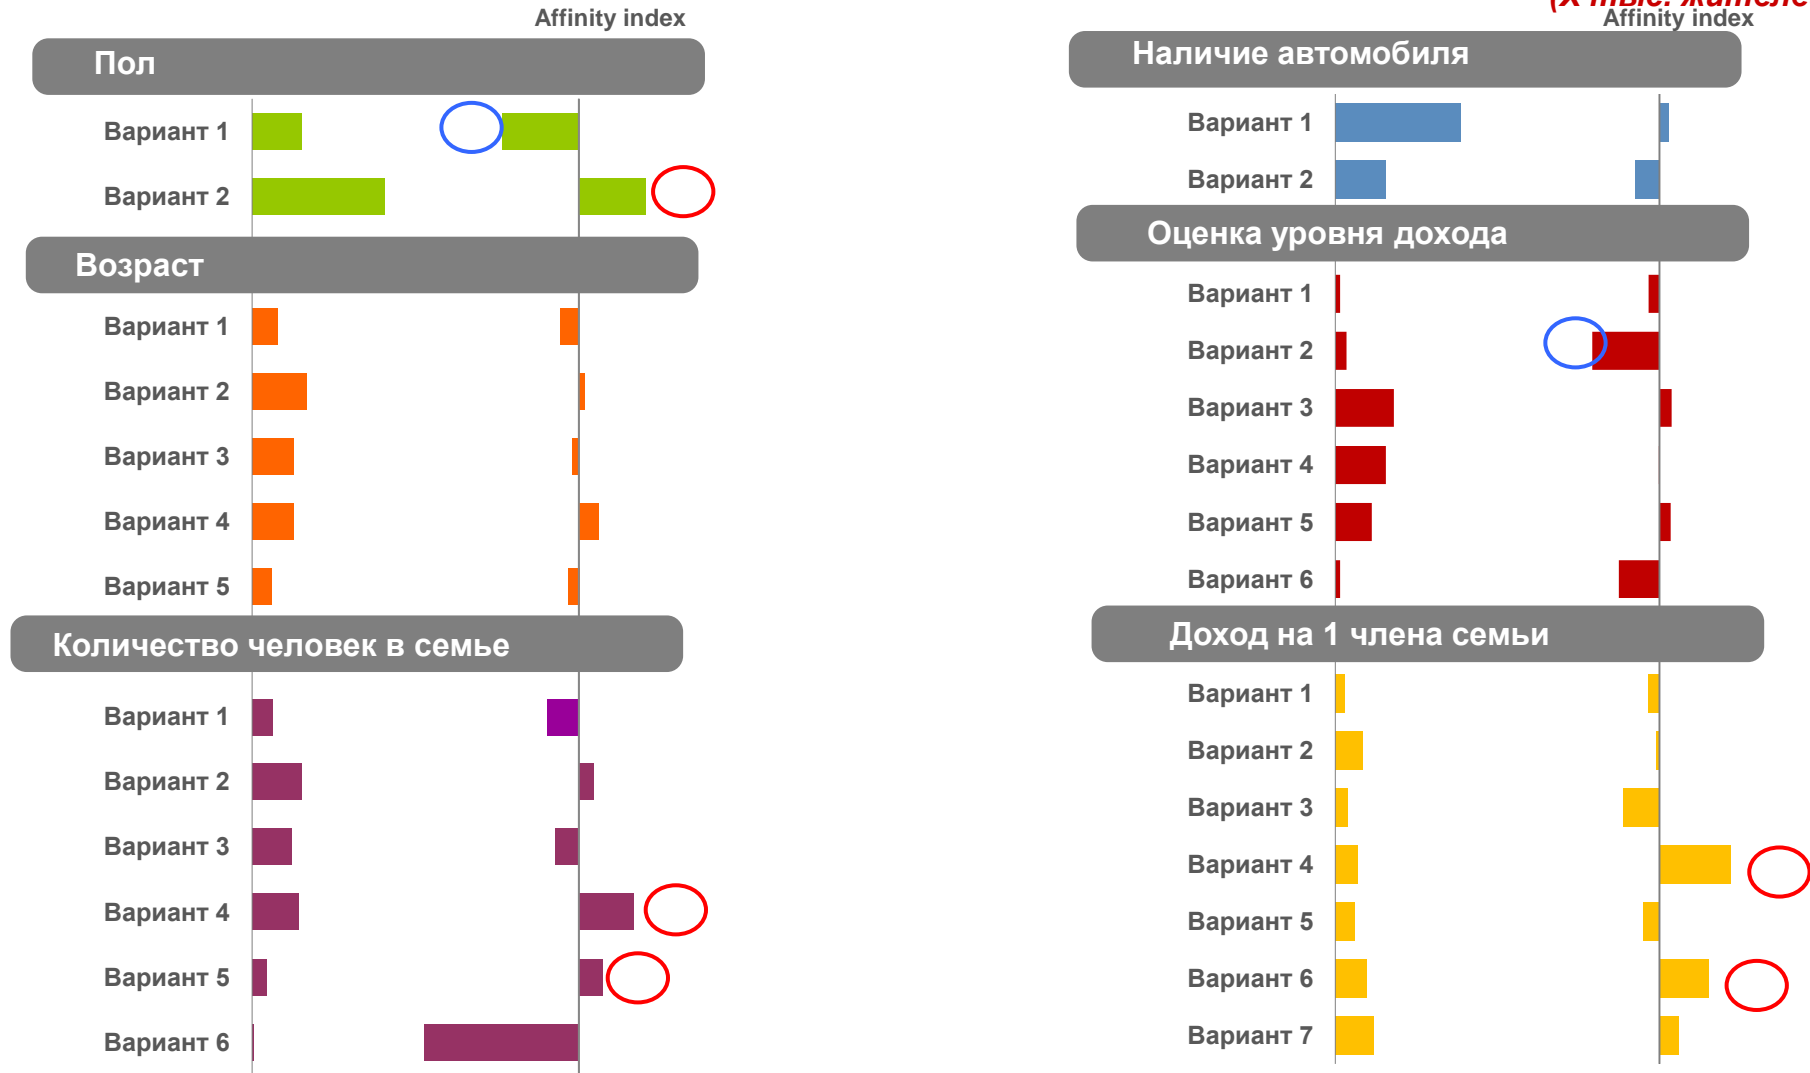 Affinity index
Пол
Вариант 1
Вариант 2
Возраст
Вариант 1
Вариант 2
Вариант 3
Вариант 4
Вариант 5
Количество человек в семье
Вариант 1
Вариант 2
Вариант 3
Вариант 4
Вариант 5
Вариант 6
Affinity index
Наличие автомобиля
Вариант 1
Вариант 2
Оценка уровня дохода
Вариант 1
Вариант 2
Вариант 3
Вариант 4
Вариант 5
Вариант 6
Доход на 1 члена семьи
Вариант 1
Вариант 2
Вариант 3
Вариант 4
Вариант 5
Вариант 6
Вариант 7